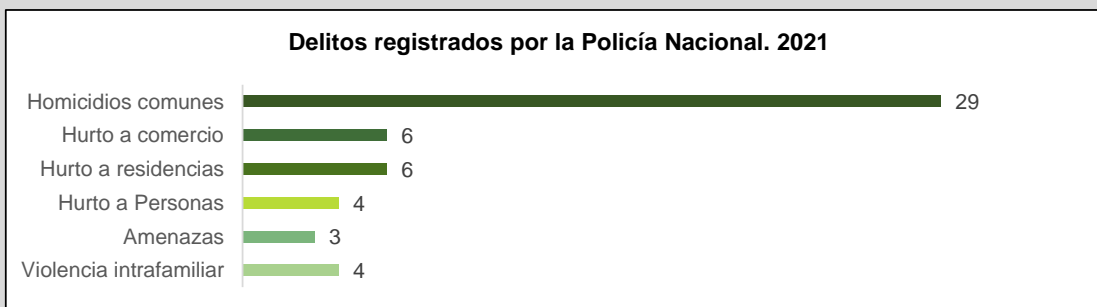 Delitos registrados por la Policía Nacional. 2021
Homicidios comunes 29
Hurto a comercio 6
Hurto a residencias 6
Hurto a Personas 4
Amenazas 3
Violencia intrafamiliar 4